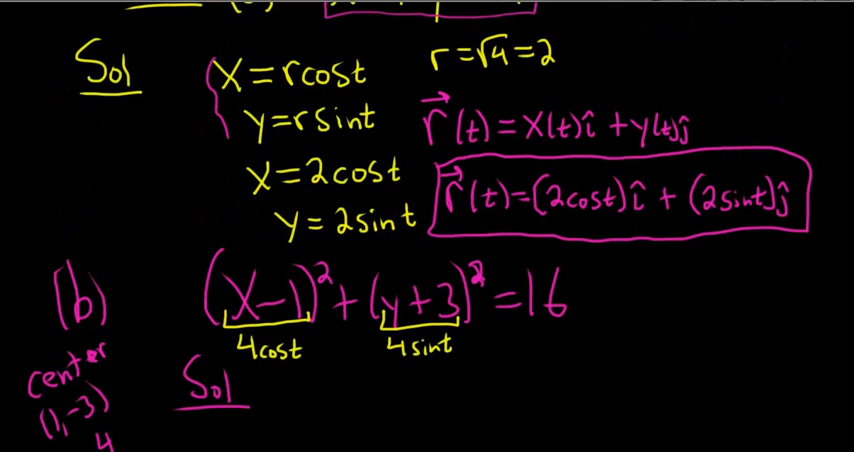 Sol
x = r cos t r = √4 = 2
y = r sin t r⃗(t) = x(t)î + y(t)ĵ
x = 2cos t
y = 2sin t r⃗(t) = (2cos t)î + (2sin t)ĵ
(b) (x-1)² + (y+3)² = 16
4cos t 4sin t
center
(1,-3)
4
Sol